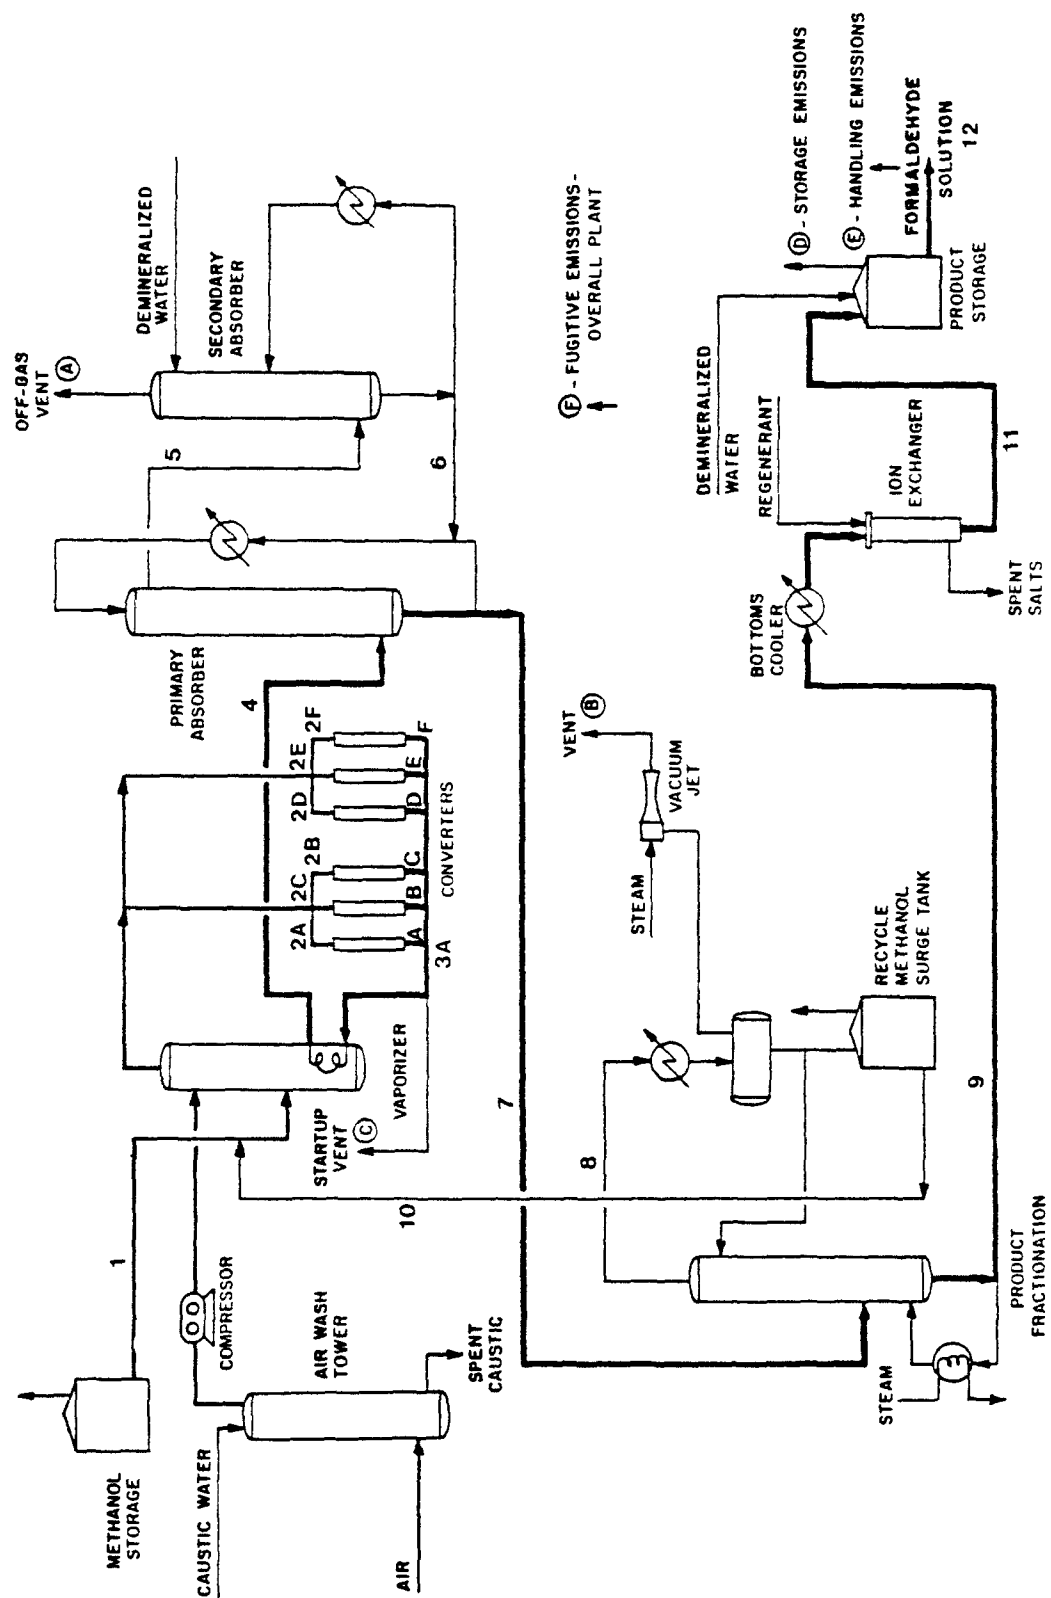 METHANOL
STORAGE
1
CAUSTIC WATER
COMPRESSOR
AIR WASH
TOWER
AIR
SPENT
CAUSTIC
10
STARTUP
VENT
C
VAPORIZER
2A
2C
2B
2D
2E
2F
A
B
C
D
E
F
3A
CONVERTERS
4
PRIMARY
ABSORBER
5
6
OFF-GAS
VENT
A
DEMINERALIZED
WATER
SECONDARY
ABSORBER
7
F - FUGITIVE EMISSIONS-
OVERALL PLANT
8
STEAM
VENT
B
VACUUM
JET
RECYCLE
METHANOL
SURGE TANK
STEAM
PRODUCT
FRACTIONATION
9
BOTTOMS
COOLER
DEMINERALIZED
WATER
REGENERANT
ION
EXCHANGER
SPENT
SALTS
11
D - STORAGE EMISSIONS
E - HANDLING EMISSIONS
FORMALDEHYDE
SOLUTION
12
PRODUCT
STORAGE